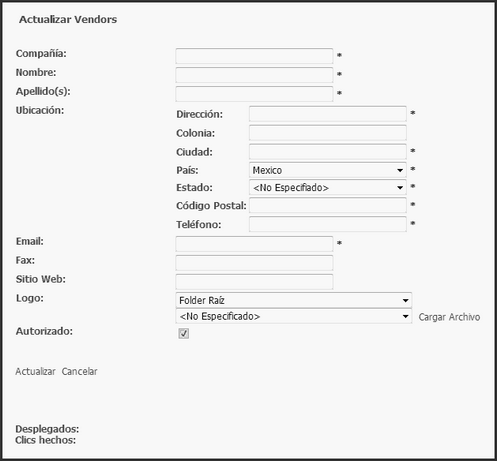 Actualizar Vendors
Compañía: *
Nombre: *
Apellido(s): *
Ubicación: Dirección: *
Colonia:
Ciudad: *
País: Mexico *
Estado: <No Especifiado> *
Código Postal: *
Teléfono: *
Email: *
Fax:
Sitio Web:
Logo: Folder Raíz
<No Especificado> Cargar Archivo
Autorizado:
Actualizar Cancelar
Desplegados:
Clics hechos: